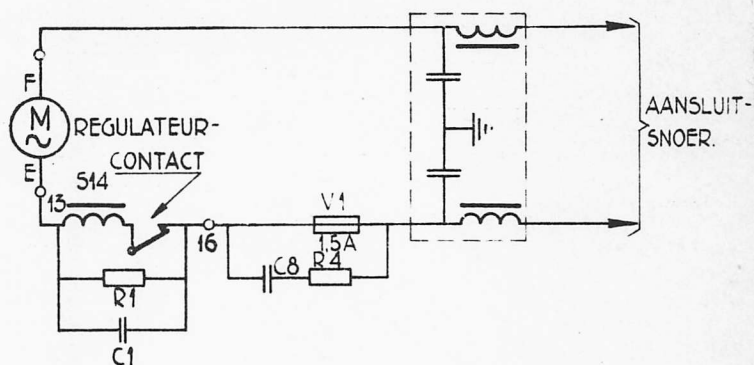 F
M
~
E
REGULATEUR-
CONTACT
S14
13
16
V1
1,5A
C8
R4
R1
C1
AANSLUIT-
SNOER.